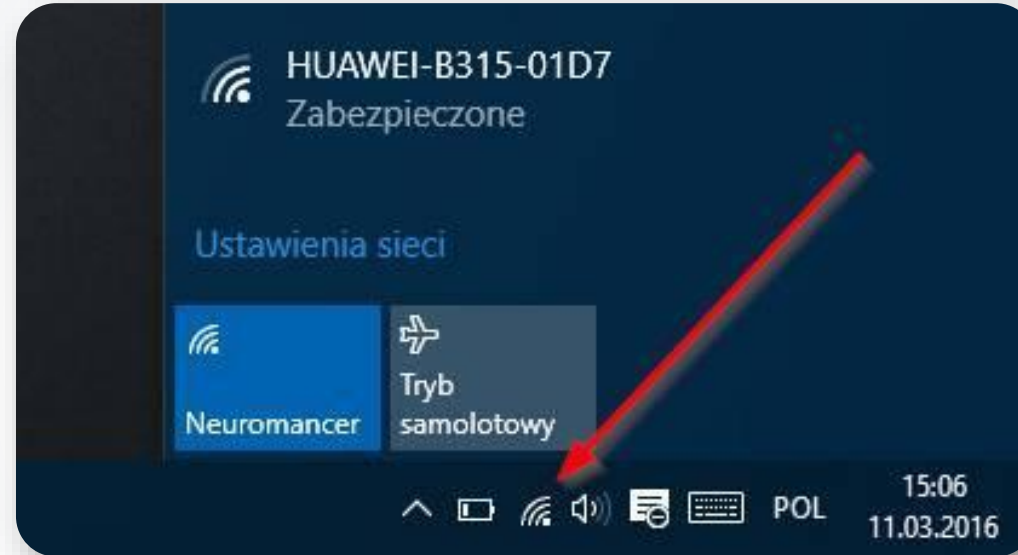 HUAWEI-B315-01D7
Zabezpieczone
Ustawienia sieci
Neuromancer
Tryb
samolotowy
POL
15:06
11.03.2016